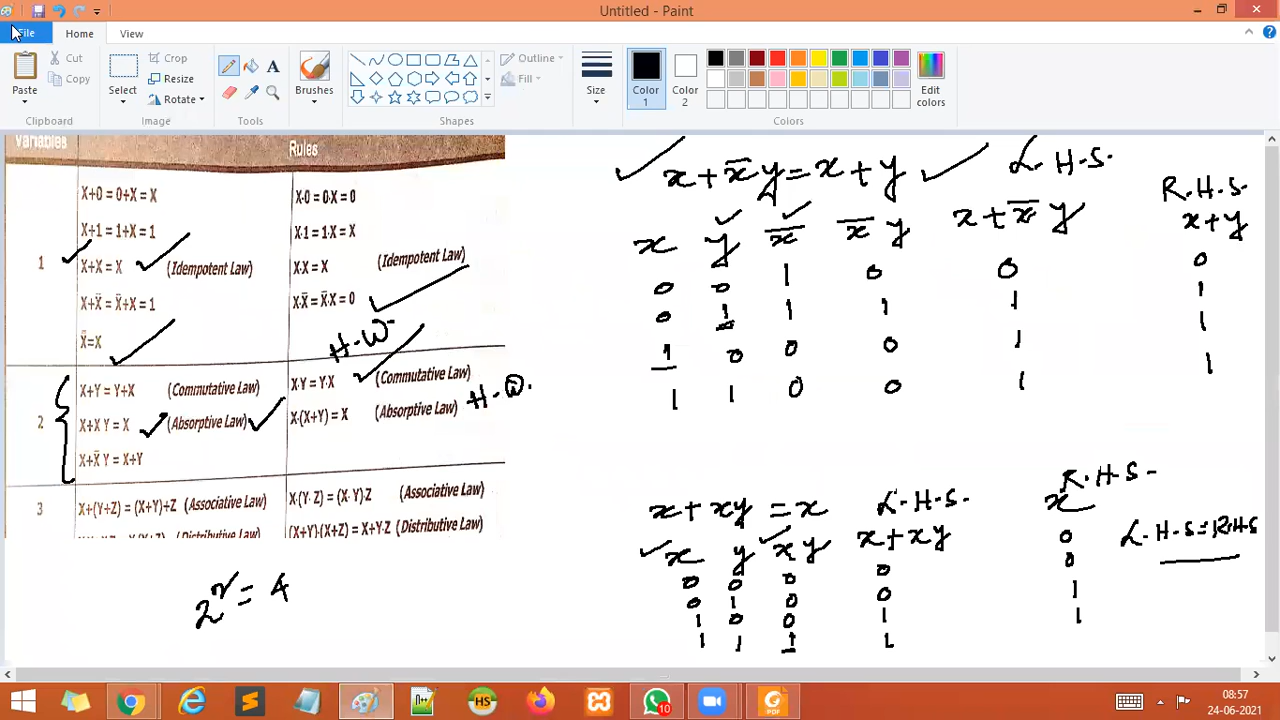 Untitled - Paint
File Home View
Paste
Cut
Copy
Clipboard
Select
Crop
Resize
Rotate
Image
Tools
Brushes
Shapes
Outline
Fill
Size
Color 1
Color 2
Colors
Edit colors
Variables Rules
1
X+0 = 0+X = X
X+1 = 1+X = 1
X+X = X (Idempotent Law)
X+X̄ = X̄+X = 1
X̿=X
X·0 = 0·X = 0
X·1 = 1·X = X
X·X = X (Idempotent Law)
X·X̄ = X̄·X = 0
H-W-
2
X+Y = Y+X (Commutative Law)
X+X Y = X (Absorptive Law)
X+X̄ Y = X+Y
X·Y = Y·X (Commutative Law)
X·(X+Y) = X (Absorptive Law)
H-W.
3
X+(Y+Z) = (X+Y)+Z (Associative Law)
X·(Y·Z) = (X·Y)·Z (Associative Law)
(X+Y)·(X+Z) = X+Y·Z (Distributive Law)
2² = 4
x + x̄y = x + y L.H.S.
R.H.S
x y x̄ x̄ y x + x̄ y x + y
0 0 1 0 0 0
0 1 1 1 1 1
1 0 0 0 1 1
1 1 0 0 1 1
x + xy = x L.H.S. R.H.S-
x y xy x + xy x
0 0 0 0 0
0 1 0 0 0
1 0 0 1 1
1 1 1 1 1
L.H.S = R.H.S
N++
HS
10
PDF
08:57
24-06-2021